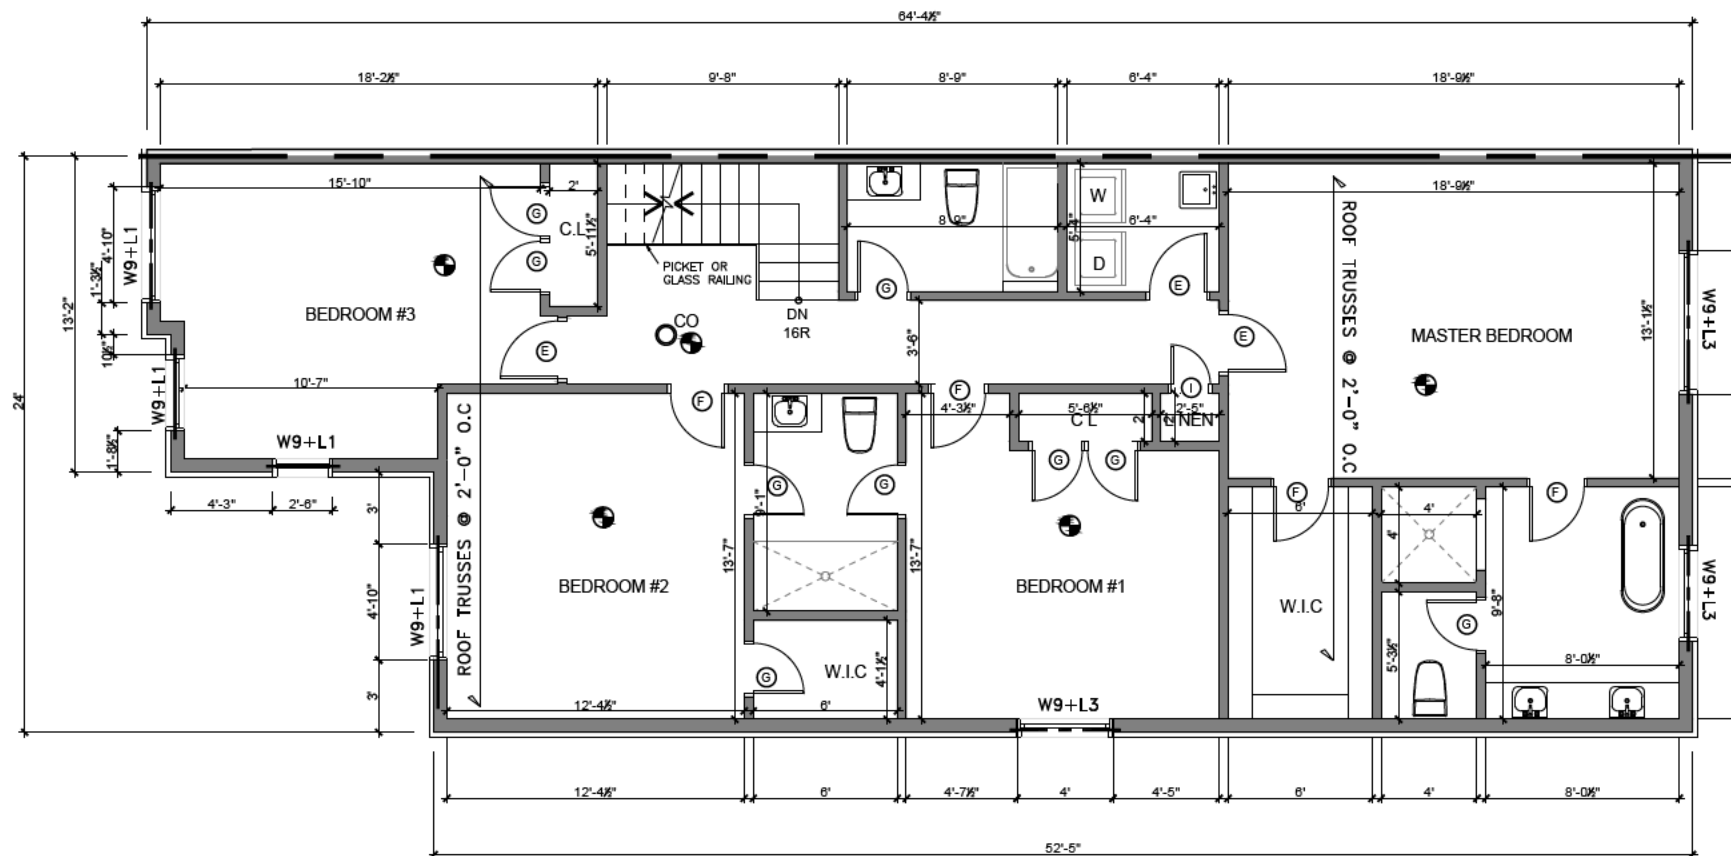 64'-4½"
18'-2½" 9'-8" 8'-9" 6'-4" 18'-9½"
15'-10" 2' 18'-9½"
W
G
8'-9" 5'-4" 6'-4"
C.L
5'-11½"
W9+L1
4'-10"
1'-3½"
13'-2"
G
PICKET OR
GLASS RAILING
D
G
E
ROOF TRUSSES @ 2'-0" O.C
BEDROOM #3
DN
16R
CO
3'-6"
E
E
MASTER BEDROOM
13'-1½"
W9+L3
10½"
W9+L1
10'-7"
24'
F
F
I
4'-3½" 5'-6½" 2'-5"
C L
2'
2'
W9+L1
1'-8½"
4'-3" 2'-6"
G
G
G
G
F
F
3'
9'-1"
6'
4'
4'
ROOF TRUSSES @ 2'-0" O.C
4'-10"
W9+L1
BEDROOM #2
13'-7"
13'-7"
BEDROOM #1
W.I.C
9'-8"
W9+L3
G
5'-3½"
8'-0½"
3'
G
W.I.C
4'-1½"
12'-4½" 6'
W9+L3
12'-4½" 6' 4'-7½" 4' 4'-5" 6' 4' 8'-0½"
52'-5"